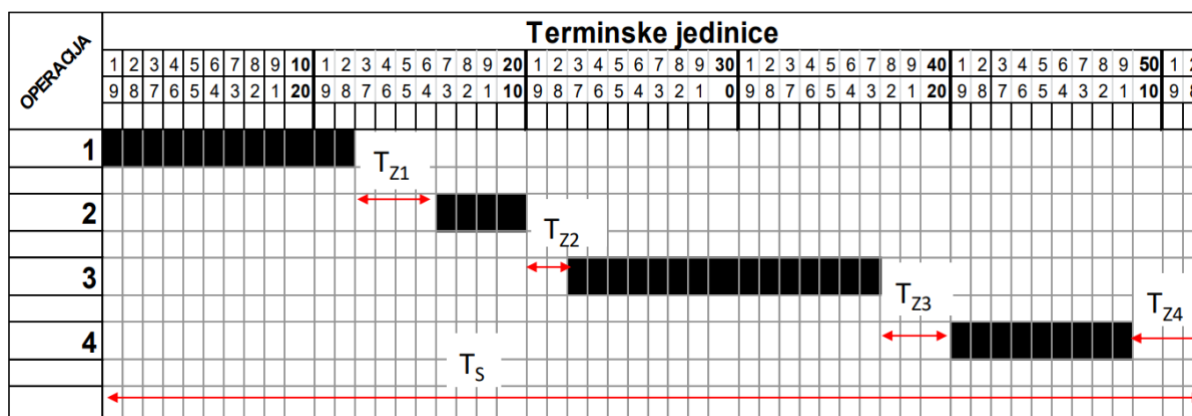 Terminske jedinice
OPERACIJA
1 2 3 4 5 6 7 8 9 10 1 2 3 4 5 6 7 8 9 20 1 2 3 4 5 6 7 8 9 30 1 2 3 4 5 6 7 8 9 40 1 2 3 4 5 6 7 8 9 50 1 2
9 8 7 6 5 4 3 2 1 20 9 8 7 6 5 4 3 2 1 10 9 8 7 6 5 4 3 2 1 0 9 8 7 6 5 4 3 2 1 20 9 8 7 6 5 4 3 2 1 10 9 8
1
TZ1
2
TZ2
3
TZ3
TZ4
4
TS